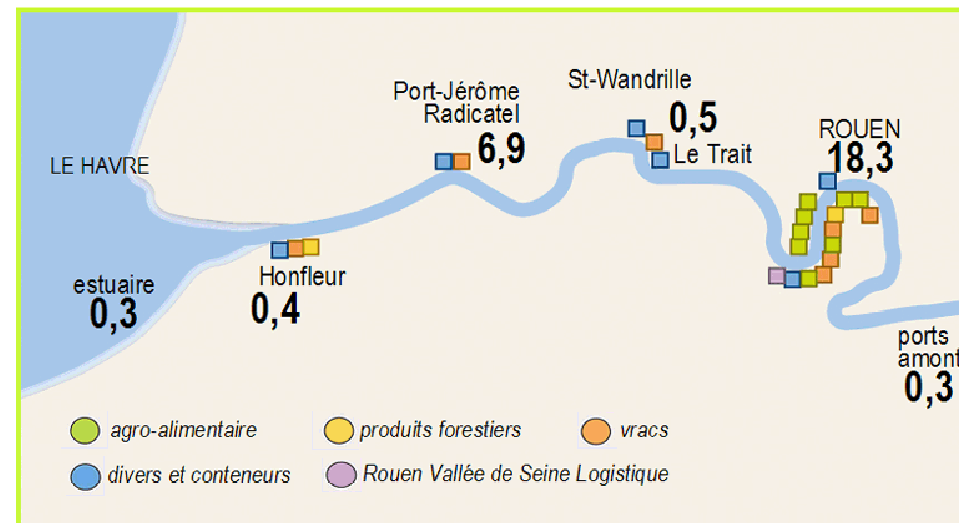 St-Wandrille
0,5
Le Trait
Port-Jérôme
Radicatel
6,9
ROUEN
18,3
LE HAVRE
estuaire
0,3
Honfleur
0,4
ports
amont
0,3
agro-alimentaire
produits forestiers
vracs
divers et conteneurs
Rouen Vallée de Seine Logistique